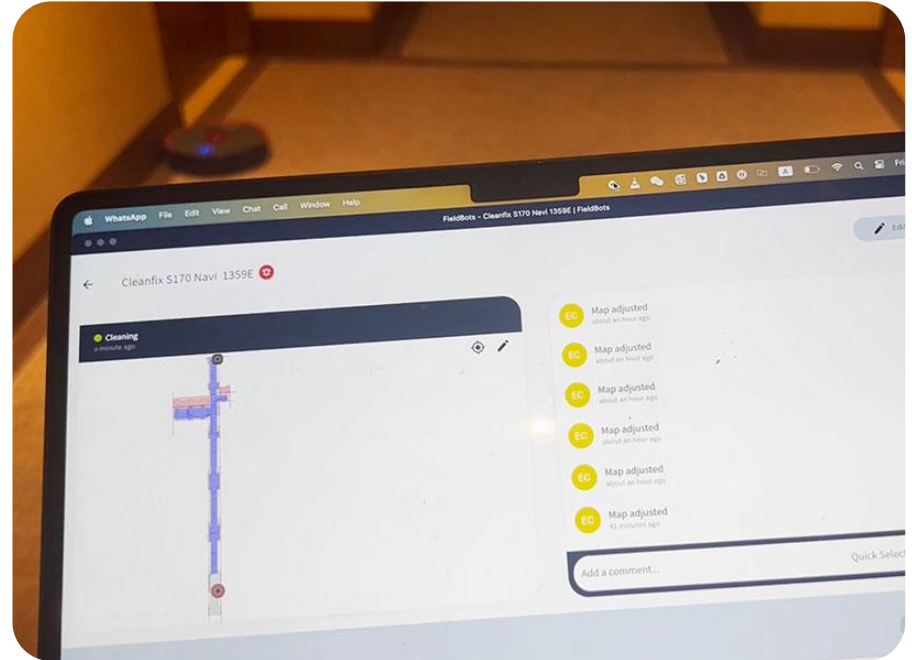 WhatsApp File Edit View Chat Call Window Help
A
FieldBots - Cleanfix S170 Navi 1359E | FieldBots
Cleanfix S170 Navi 1359E
Cleaning
a minute ago
EC Map adjusted
about an hour ago
EC Map adjusted
about an hour ago
EC Map adjusted
about an hour ago
EC Map adjusted
about an hour ago
EC Map adjusted
about an hour ago
EC Map adjusted
41 minutes ago
Add a comment...
Quick Select